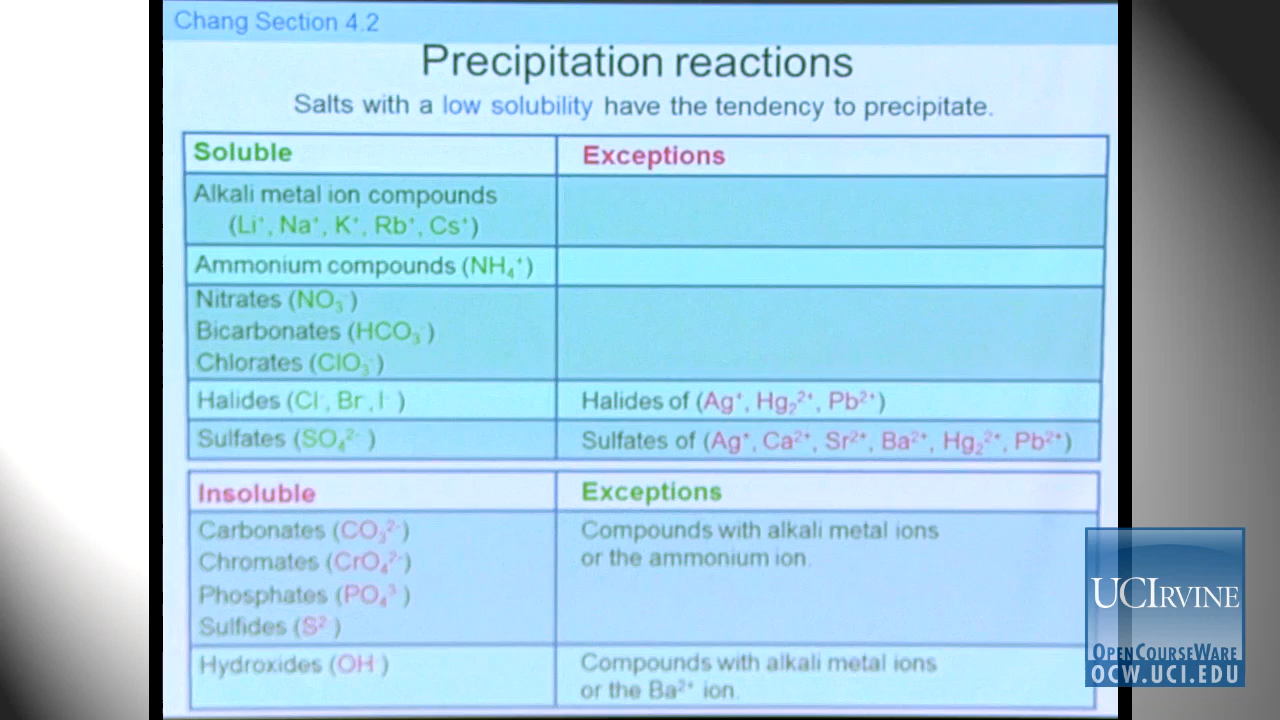 Chang Section 4.2
Precipitation reactions
Salts with a low solubility have the tendency to precipitate.
Soluble
Exceptions
Alkali metal ion compounds
(Li⁺, Na⁺, K⁺, Rb⁺, Cs⁺)
Ammonium compounds (NH₄⁺)
Nitrates (NO₃⁻)
Bicarbonates (HCO₃⁻)
Chlorates (ClO₃⁻)
Halides (Cl⁻, Br⁻, I⁻)
Halides of (Ag⁺, Hg₂²⁺, Pb²⁺)
Sulfates (SO₄²⁻)
Sulfates of (Ag⁺, Ca²⁺, Sr²⁺, Ba²⁺, Hg₂²⁺, Pb²⁺)
Insoluble
Exceptions
Carbonates (CO₃²⁻)
Chromates (CrO₄²⁻)
Phosphates (PO₄³⁻)
Sulfides (S²⁻)
Compounds with alkali metal ions
or the ammonium ion.
Hydroxides (OH⁻)
Compounds with alkali metal ions
or the Ba²⁺ ion.
UCIRVINE
OPENCOURSEWARE
OCW.UCI.EDU